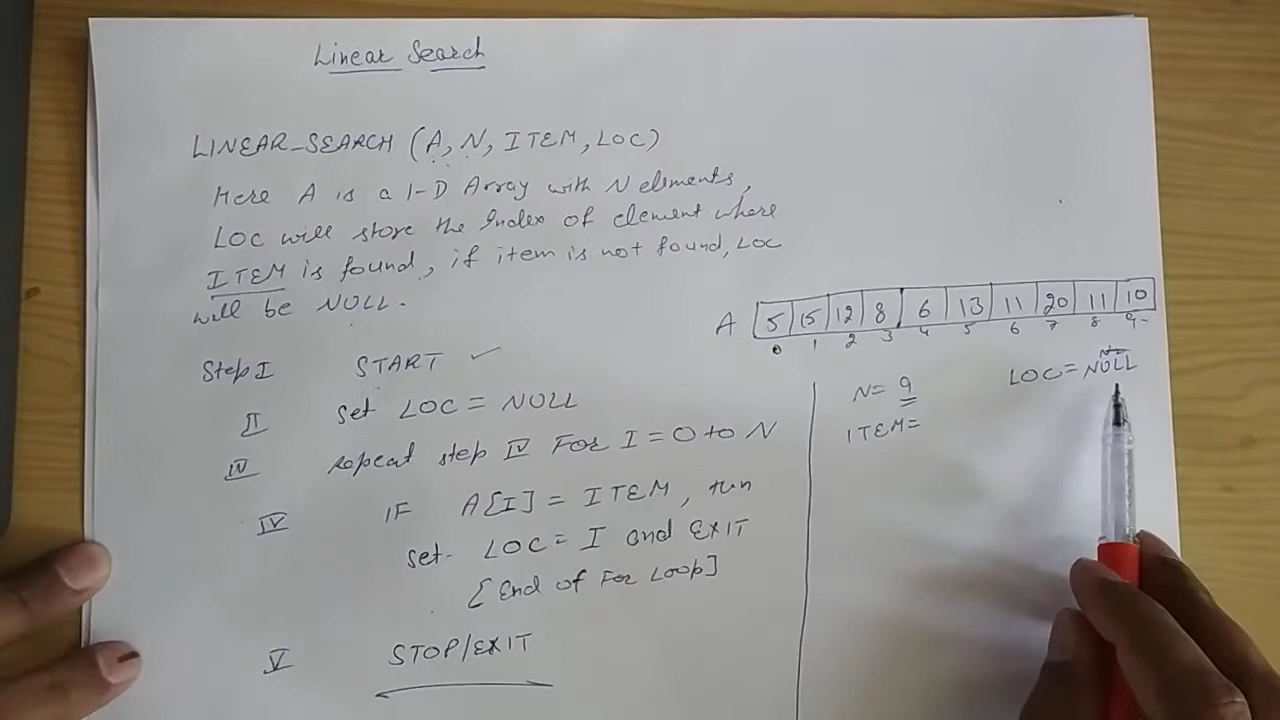 Linear Search
LINEAR_SEARCH (A, N, ITEM, LOC)
Here A is a 1-D Array with N elements,
LOC will store the Index of element where
ITEM is found, if item is not found, LOC
will be NULL.
Step I START ✓
II Set LOC = NULL
IV Repeat step IV For I = 0 to N
IV IF A[I] = ITEM, then
set LOC = I and EXIT
[End of For Loop]
V STOP/EXIT
A 5 15 12 8 6 13 11 20 11 10
0 1 2 3 4 5 6 7 8 9
N = 9
LOC = NULL
ITEM =